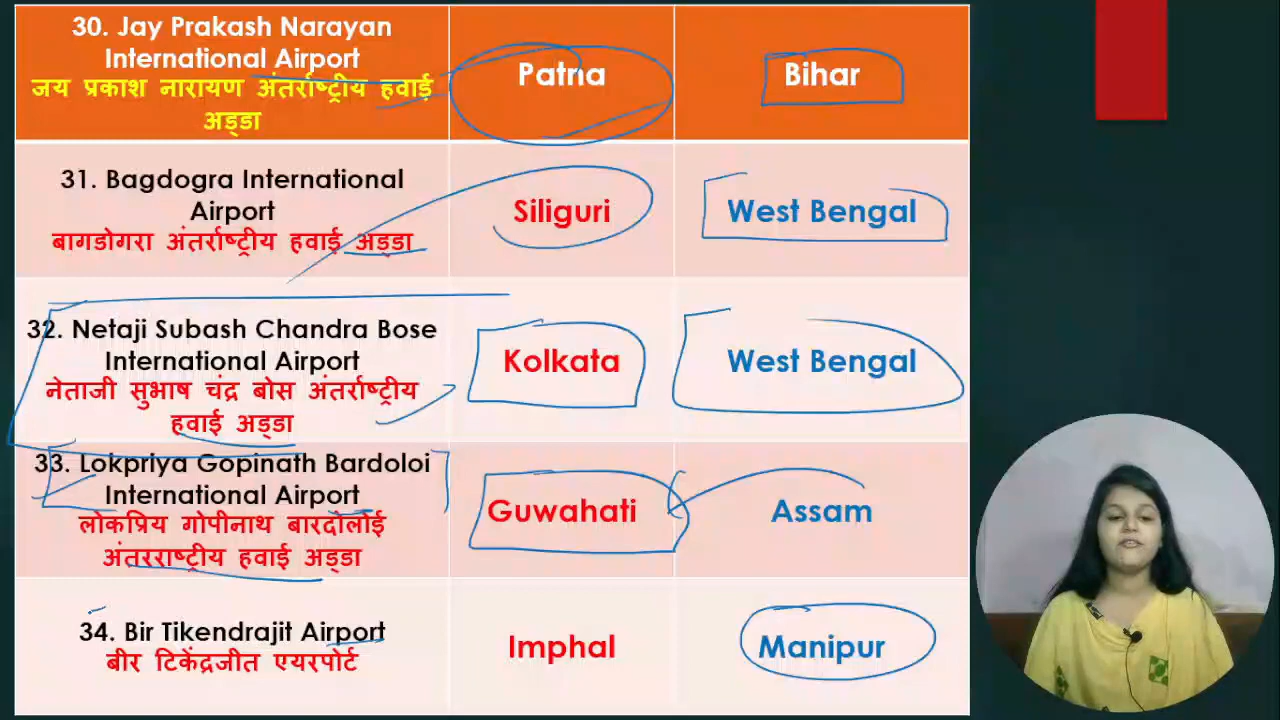 30. Jay Prakash Narayan
International Airport
जय प्रकाश नारायण अंतर्राष्ट्रीय हवाई
अड्डा
Patna
Bihar
31. Bagdogra International
Airport
बागडोगरा अंतर्राष्ट्रीय हवाई अड्डा
Siliguri
West Bengal
32. Netaji Subash Chandra Bose
International Airport
नेताजी सुभाष चंद्र बोस अंतर्राष्ट्रीय
हवाई अड्डा
Kolkata
West Bengal
33. Lokpriya Gopinath Bardoloi
International Airport
लोकप्रिय गोपीनाथ बारदोलोई
अंतरराष्ट्रीय हवाई अड्डा
Guwahati
Assam
34. Bir Tikendrajit Airport
बीर टिकेंद्रजीत एयरपोर्ट
Imphal
Manipur